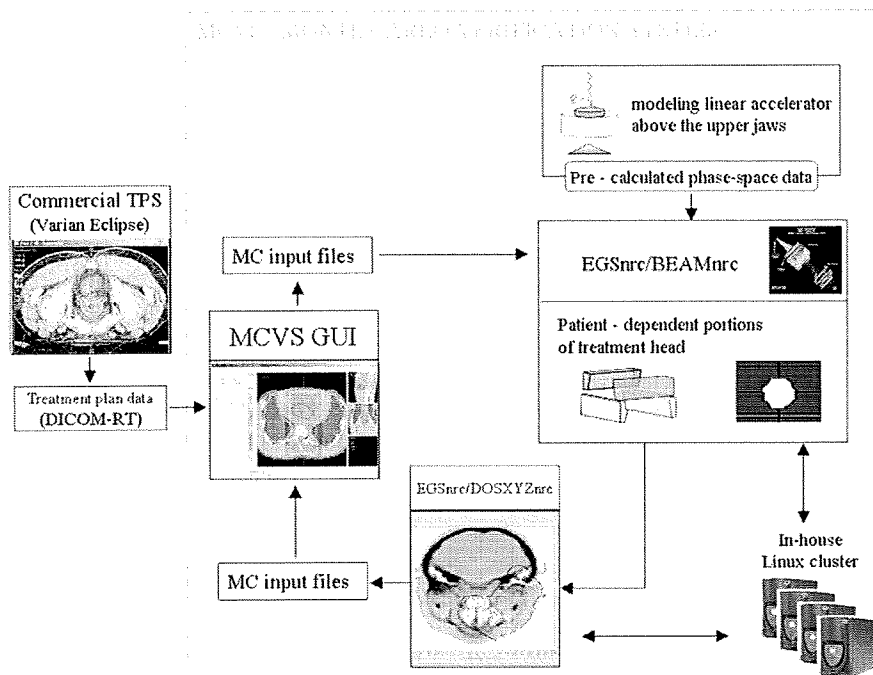 modeling linear accelerator
above the upper jaws
Pre - calculated phase-space data
Commercial TPS
(Varian Eclipse)
MC input files
EGSnrc/BEAMnrc
MCVS GUI
Patient - dependent portions
of treatment head
Treatment plan data
(DICOM-RT)
EGSnrc/DOSXYZnrc
In-house
Linux cluster
MC input files